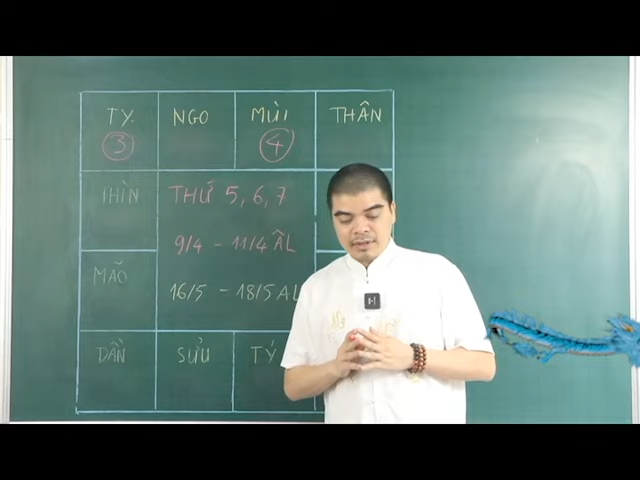 TỴ NGỌ MÙI THÂN
3 4
THÌN THỨ 5, 6, 7
9/4 - 11/4 ÂL
MÃO
16/5 - 18/5 AL
DẦN SỬU TÝ
H